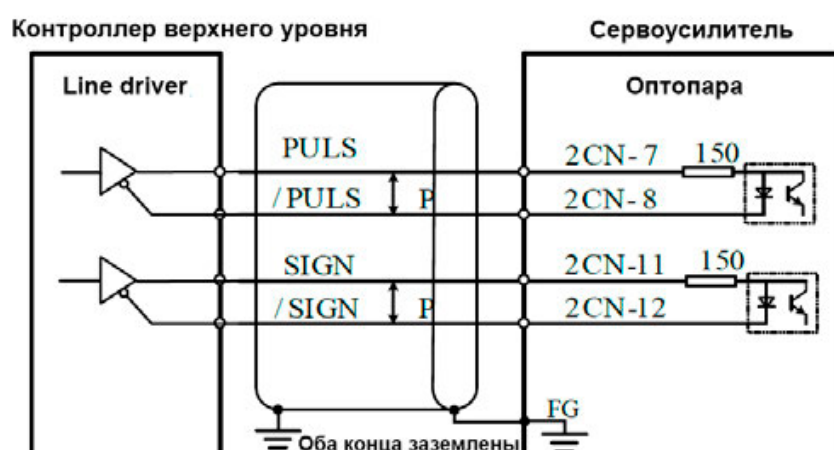 Контроллер верхнего уровня
Сервоусилитель
Line driver
Оптопара
PULS
2CN-7
150
/PULS
P
2CN-8
SIGN
2CN-11
150
/SIGN
P
2CN-12
FG
Оба конца заземлены